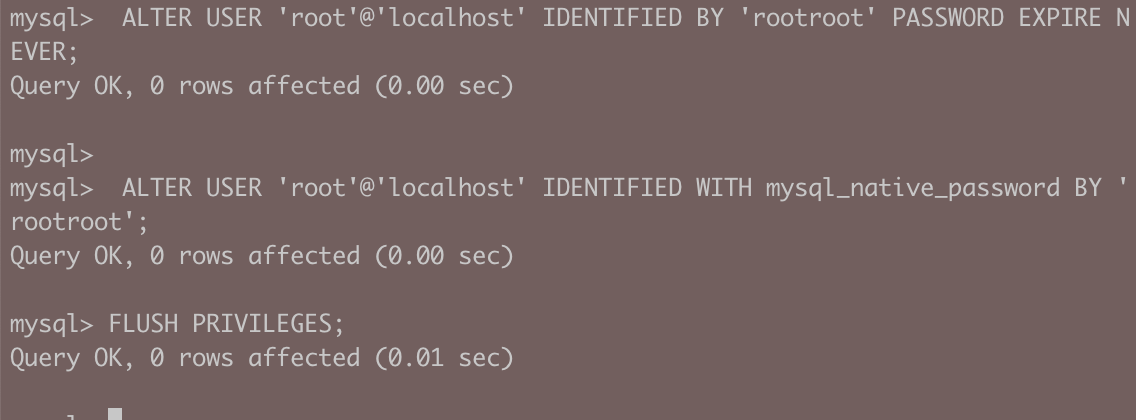 mysql>  ALTER USER 'root'@'localhost' IDENTIFIED BY 'rootroot' PASSWORD EXPIRE N
EVER;
Query OK, 0 rows affected (0.00 sec)
mysql>
mysql>  ALTER USER 'root'@'localhost' IDENTIFIED WITH mysql_native_password BY '
rootroot';
Query OK, 0 rows affected (0.00 sec)
mysql> FLUSH PRIVILEGES;
Query OK, 0 rows affected (0.01 sec)